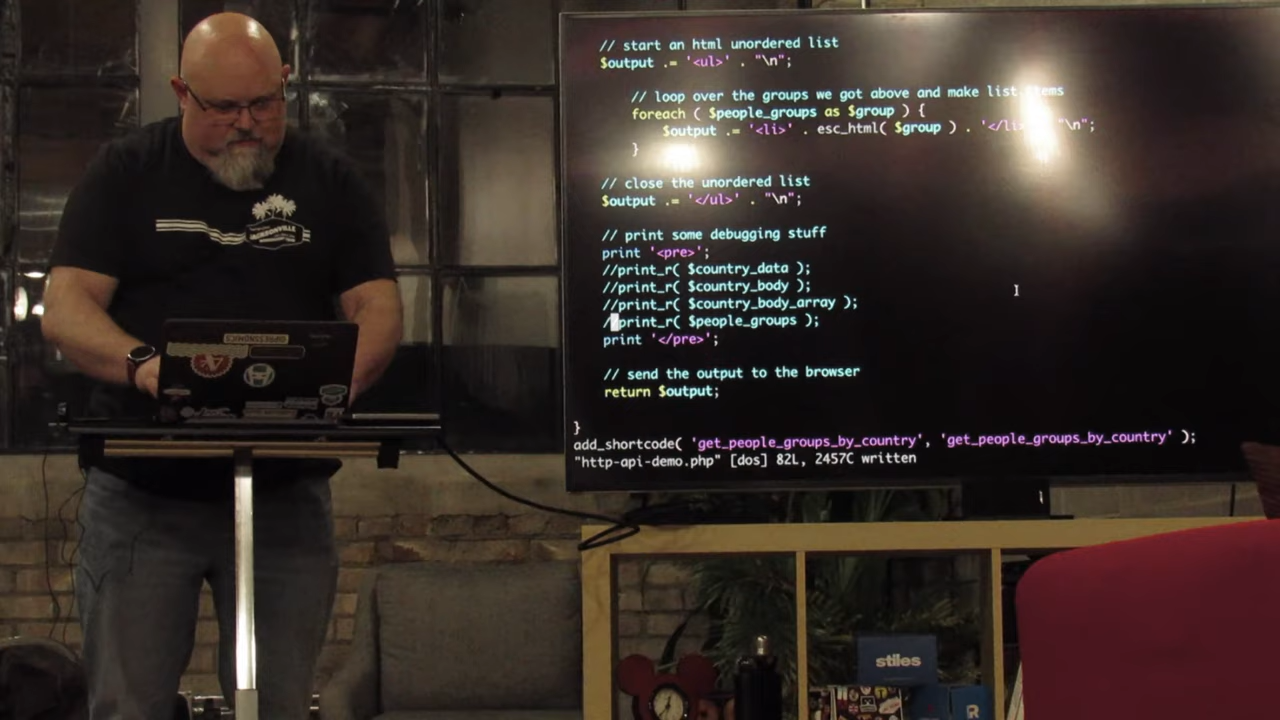 // start an html unordered list
$output .= '<ul>' . "\n";
// loop over the groups we got above and make list items
foreach ( $people_groups as $group ) {
$output .= '<li>' . esc_html( $group ) . '</li>' . "\n";
}
// close the unordered list
$output .= '</ul>' . "\n";
// print some debugging stuff
print '<pre>';
//print_r( $country_data );
//print_r( $country_body );
//print_r( $country_body_array );
//print_r( $people_groups );
print '</pre>';
// send the output to the browser
return $output;
}
add_shortcode( 'get_people_groups_by_country', 'get_people_groups_by_country' );
"http-api-demo.php" [dos] 82L, 2457C written
JACKSONVILLE
stiles
R